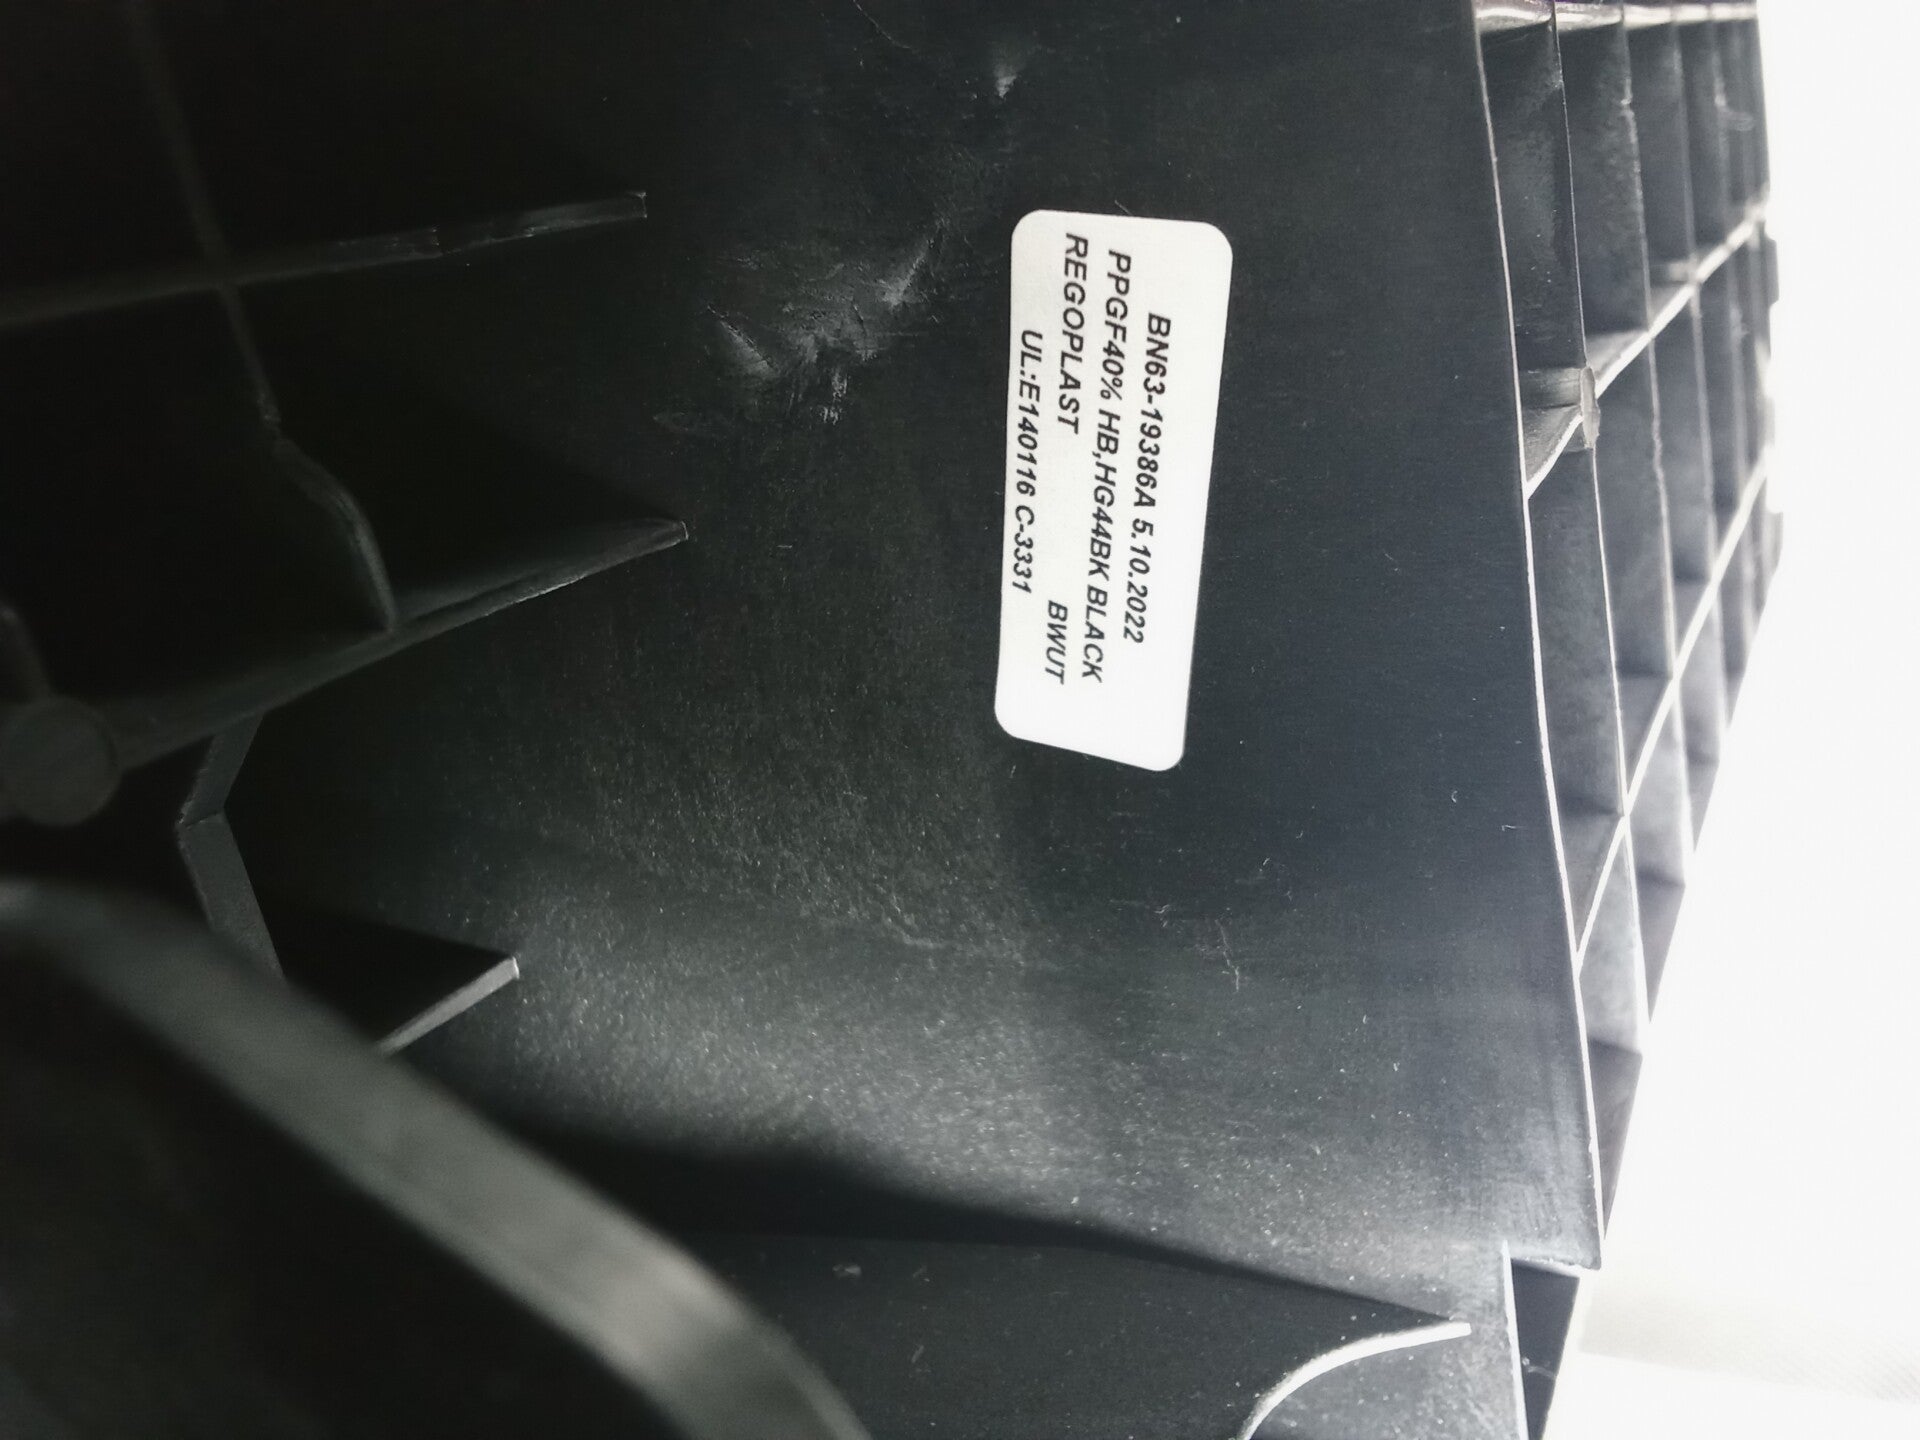 BN63-19386A 5.10.2022
PPGF40% HB,HG44BK BLACK
REGOPLAST BWUT
UL:E140116 C-3331